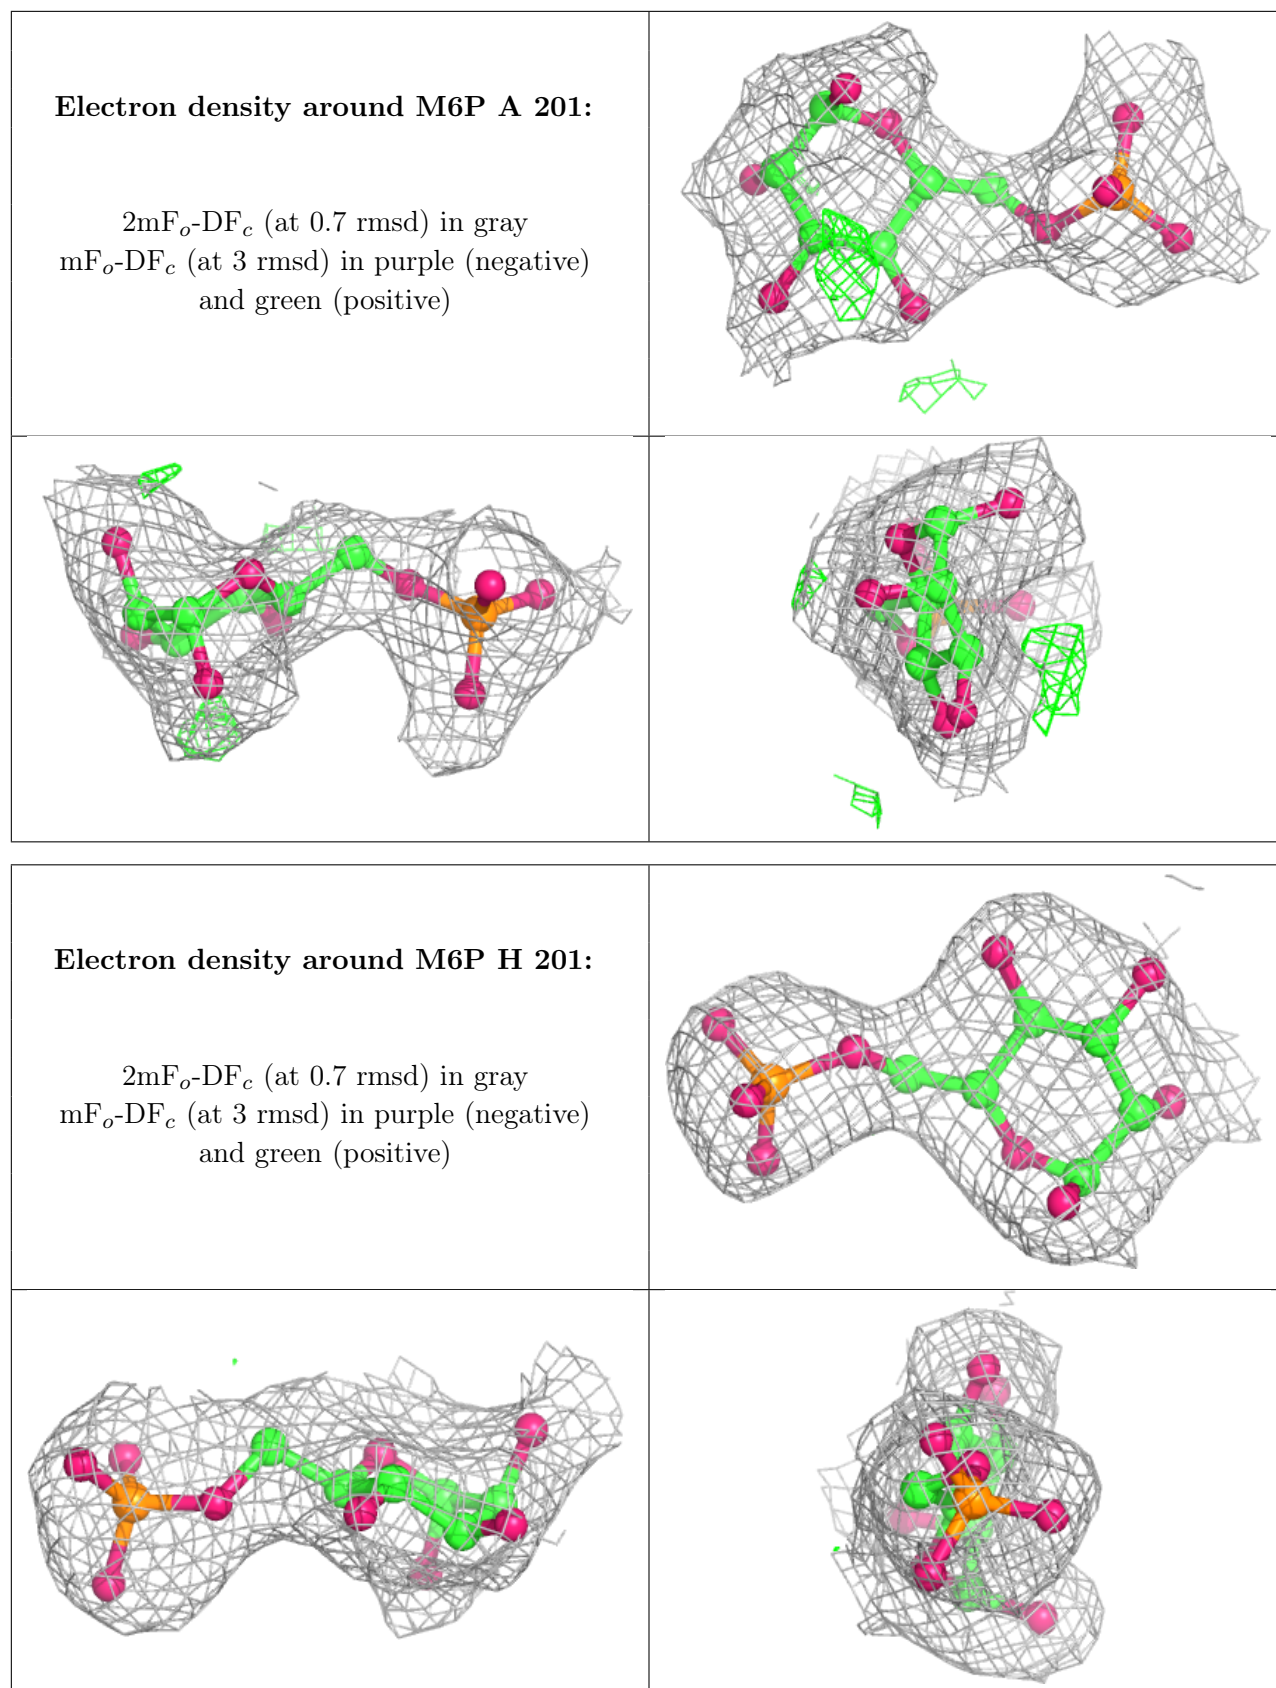 Electron density around M6P A 201:
2mFₒ-DF𝑐 (at 0.7 rmsd) in gray
mFₒ-DF𝑐 (at 3 rmsd) in purple (negative)
and green (positive)
Electron density around M6P H 201:
2mFₒ-DF𝑐 (at 0.7 rmsd) in gray
mFₒ-DF𝑐 (at 3 rmsd) in purple (negative)
and green (positive)